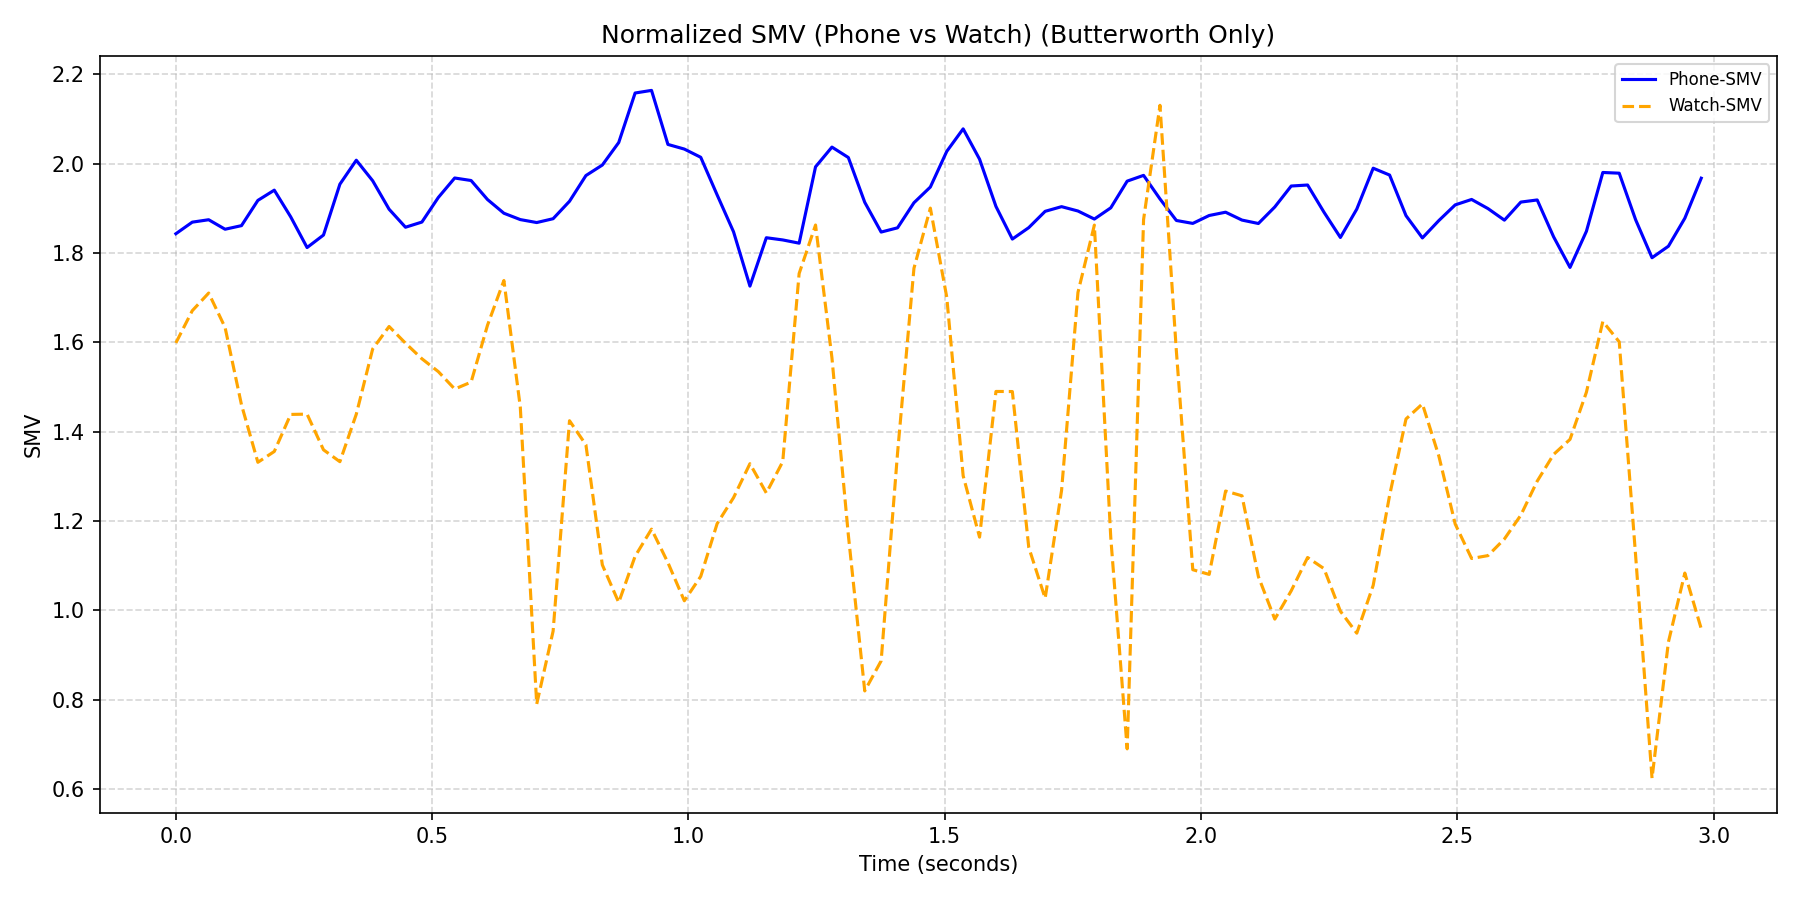 Normalized SMV (Phone vs Watch) (Butterworth Only)
Phone-SMV
Watch-SMV
SMV
2.2
2.0
1.8
1.6
1.4
1.2
1.0
0.8
0.6
0.0 0.5 1.0 1.5 2.0 2.5 3.0
Time (seconds)